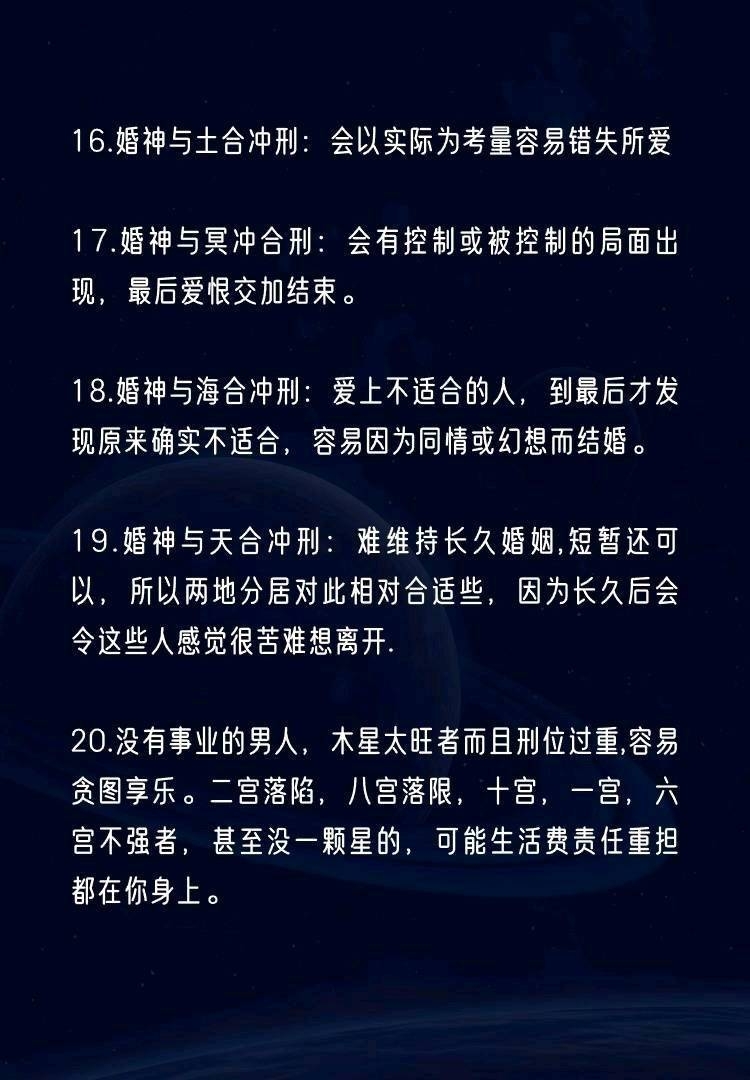 16.婚神与土合冲刑：会以实际为考量容易错失所爱
17.婚神与冥冲合刑：会有控制或被控制的局面出
现，最后爱恨交加结束。
18.婚神与海合冲刑：爱上不适合的人，到最后才发
现原来确实不适合，容易因为同情或幻想而结婚。
19.婚神与天合冲刑：难维持长久婚姻,短暂还可
以，所以两地分居对此相对合适些，因为长久后会
令这些人感觉很苦难想离开.
20.没有事业的男人，木星太旺者而且刑位过重,容易
贪图享乐。二宫落陷，八宫落限，十宫，一宫，六
宫不强者，甚至没一颗星的，可能生活费责任重担
都在你身上。